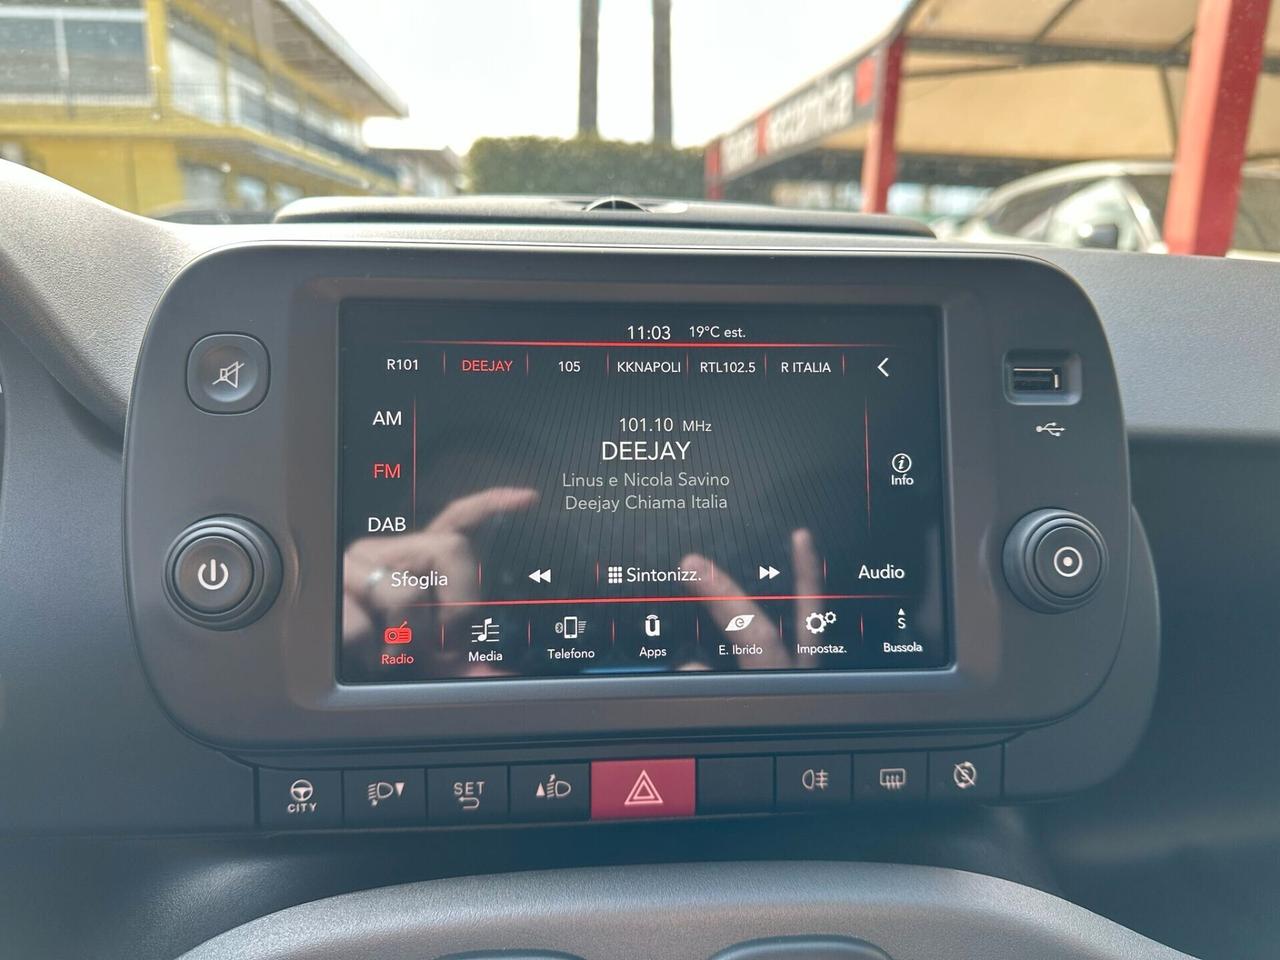 11:03 19°C est.
R101 DEEJAY 105 KKNAPOLI RTL102.5 R ITALIA
AM
101.10 MHz
DEEJAY
FM
Linus e Nicola Savino
Info
Deejay Chiama Italia
DAB
Sfoglia Sintonizz. Audio
Radio Media Telefono Apps E. Ibrido Impostaz. S Bussola
CITY SET